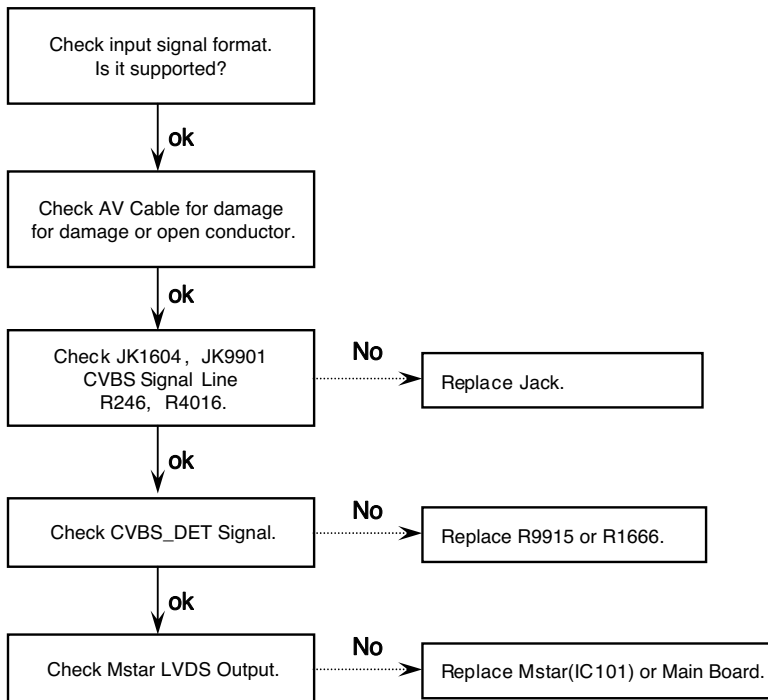 Check input signal format.
Is it supported?
ok
Check AV Cable for damage
for damage or open conductor.
ok
Check JK1604, JK9901
CVBS Signal Line
R246, R4016.
No
Replace Jack.
ok
Check CVBS_DET Signal.
No
Replace R9915 or R1666.
ok
Check Mstar LVDS Output.
No
Replace Mstar(IC101) or Main Board.